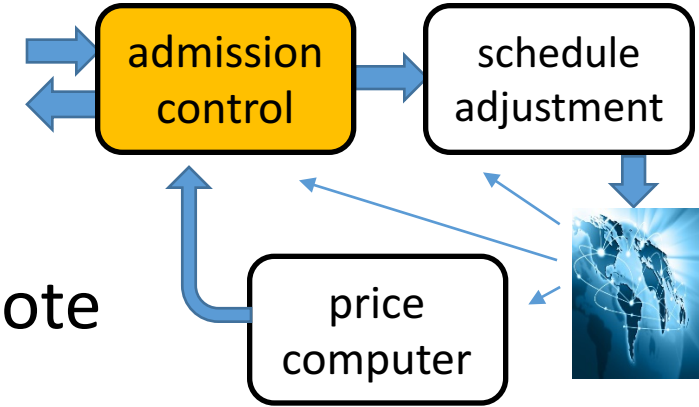 admission
control
schedule
adjustment
ote
price
computer